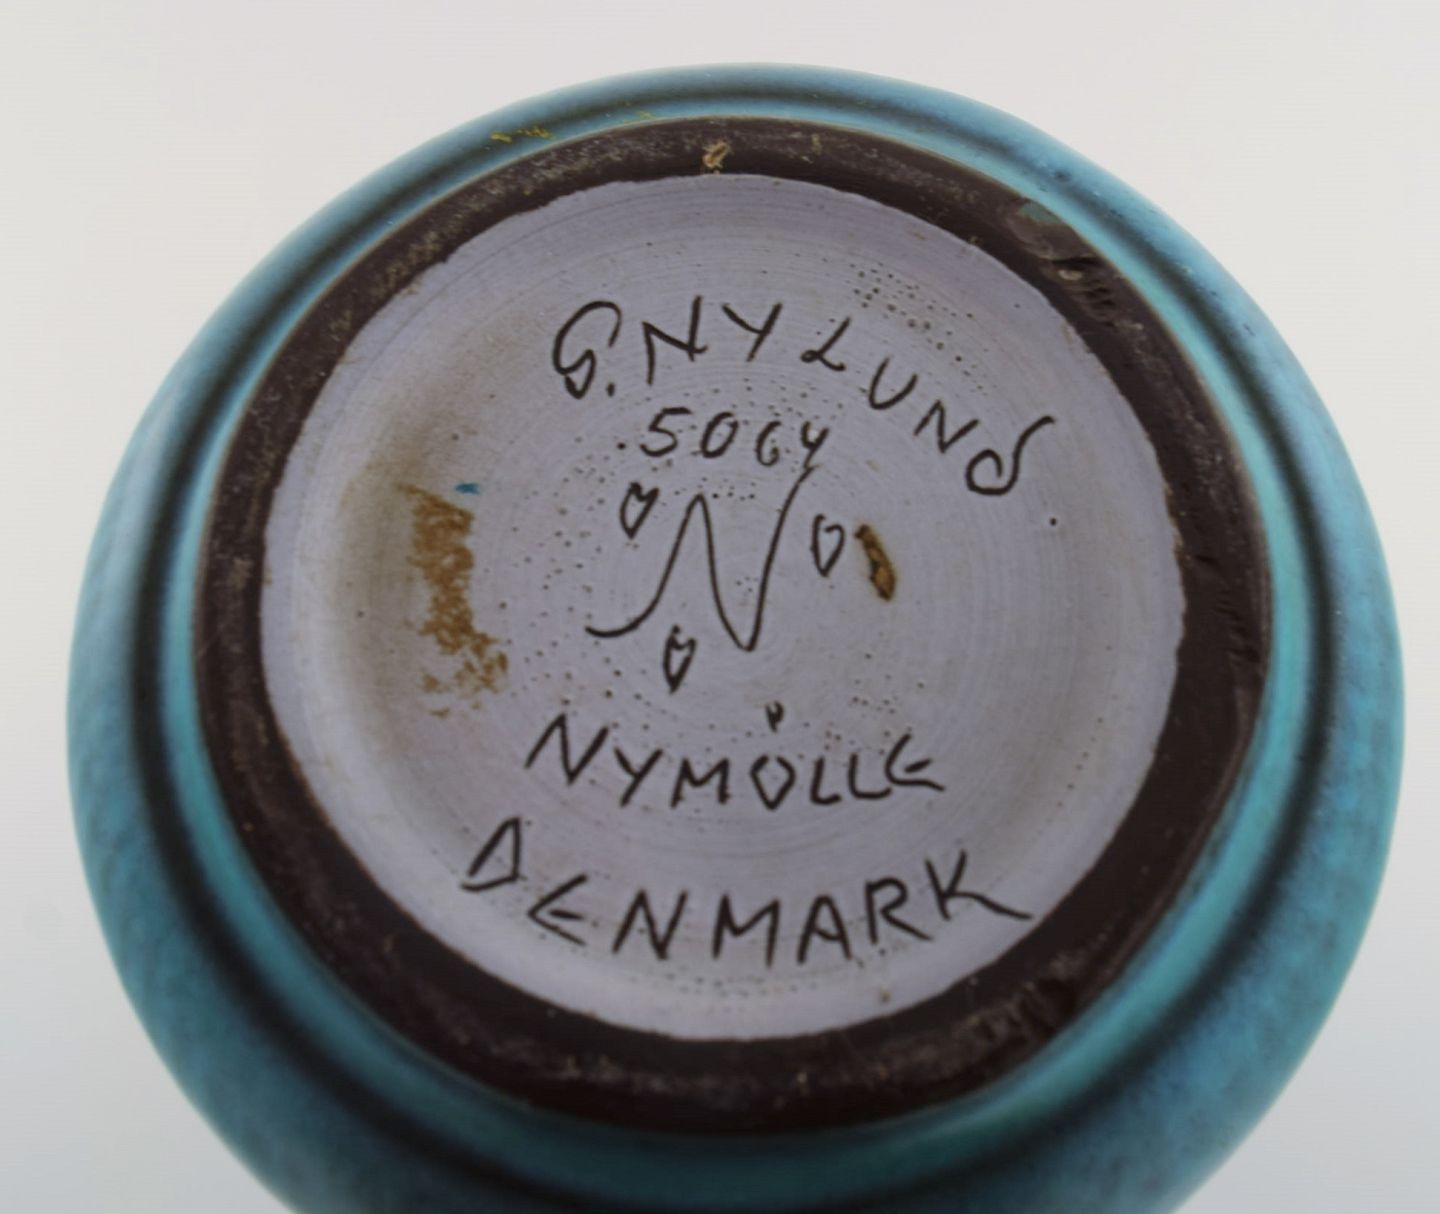 G. NYLUND
5064
N
NYMÖLLE
DENMARK